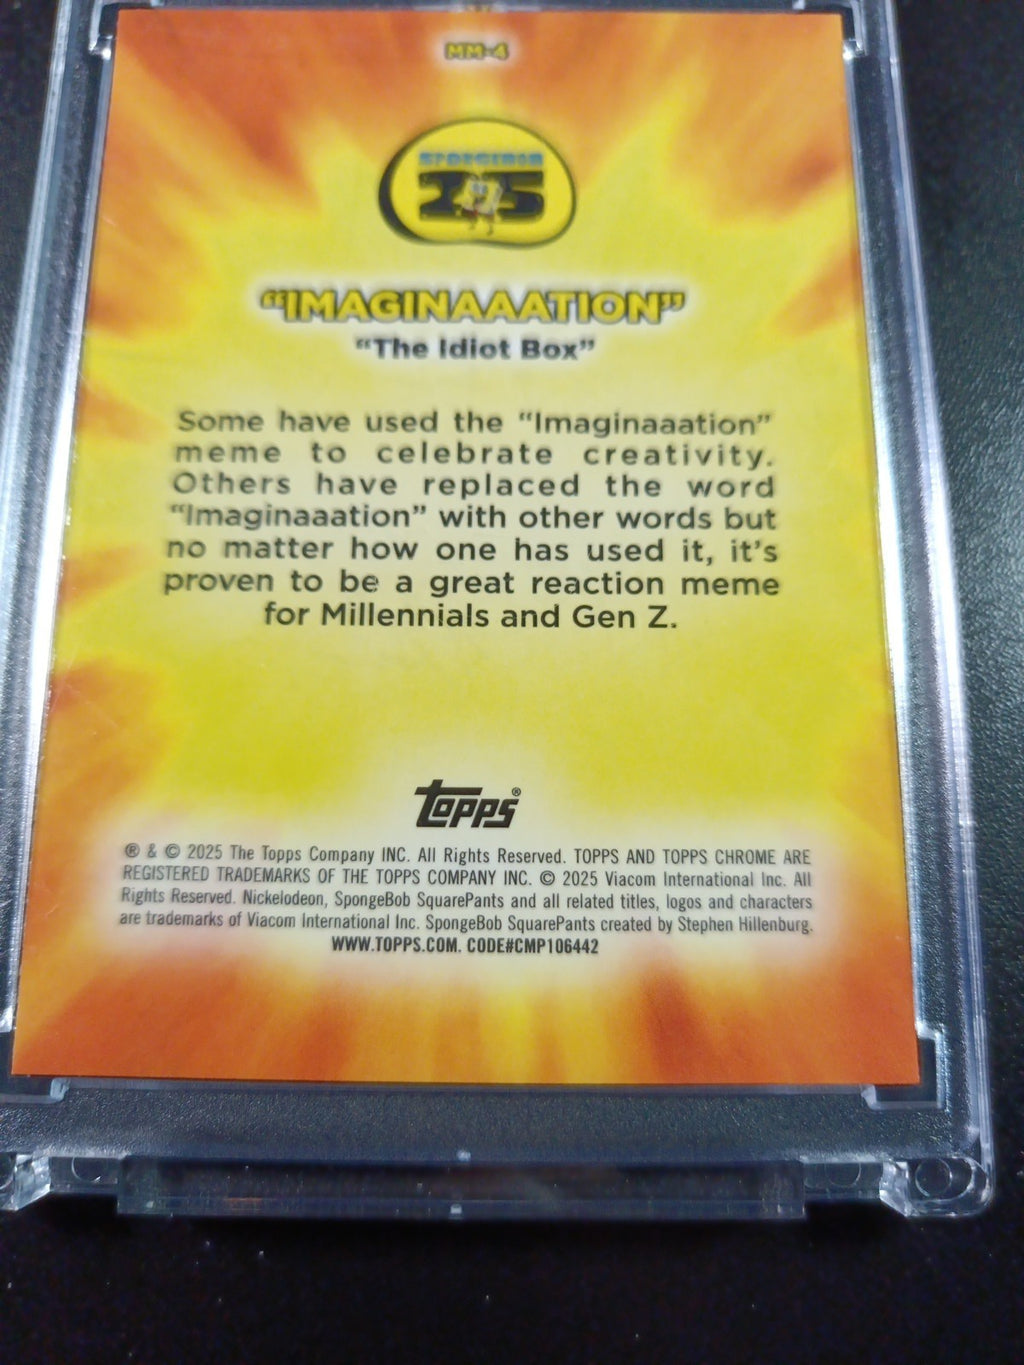 MM-4
SPONGEBOB
25
“IMAGINAAATION”
“The Idiot Box”
Some have used the “Imaginaaation”
meme to celebrate creativity.
Others have replaced the word
“Imaginaaation” with other words but
no matter how one has used it, it’s
proven to be a great reaction meme
for Millennials and Gen Z.
Topps®
® & © 2025 The Topps Company INC. All Rights Reserved. TOPPS AND TOPPS CHROME ARE
REGISTERED TRADEMARKS OF THE TOPPS COMPANY INC. © 2025 Viacom International Inc. All
Rights Reserved. Nickelodeon, SpongeBob SquarePants and all related titles, logos and characters
are trademarks of Viacom International Inc. SpongeBob SquarePants created by Stephen Hillenburg.
WWW.TOPPS.COM. CODE#CMP106442